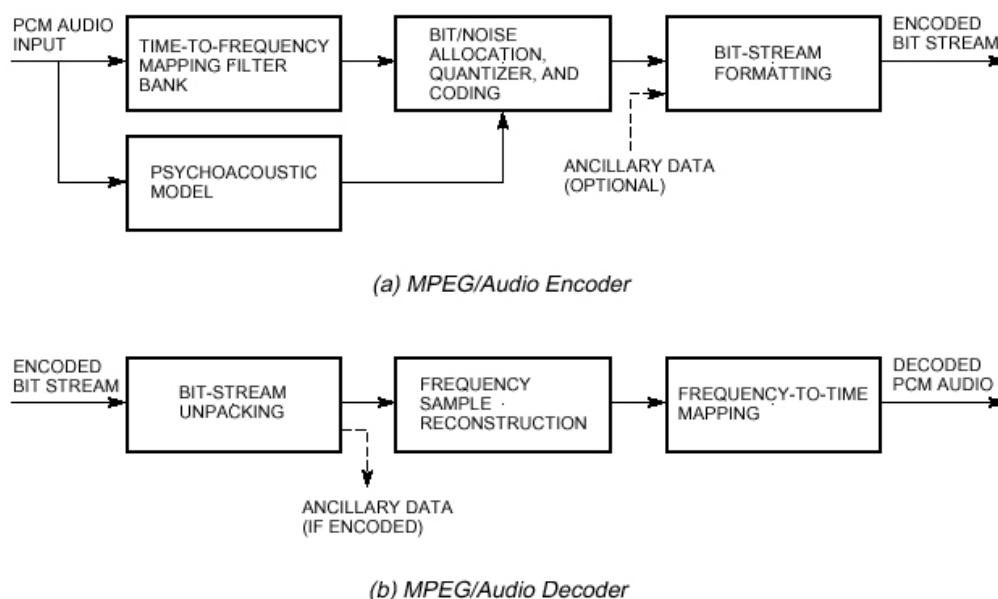 PCM AUDIO
INPUT
TIME-TO-FREQUENCY
MAPPING FILTER
BANK
BIT/NOISE
ALLOCATION,
QUANTIZER, AND
CODING
BIT-STREAM
FORMATTING
ENCODED
BIT STREAM
PSYCHOACOUSTIC
MODEL
ANCILLARY DATA
(OPTIONAL)
(a) MPEG/Audio Encoder
ENCODED
BIT STREAM
BIT-STREAM
UNPACKING
FREQUENCY
SAMPLE
RECONSTRUCTION
FREQUENCY-TO-TIME
MAPPING
DECODED
PCM AUDIO
ANCILLARY DATA
(IF ENCODED)
(b) MPEG/Audio Decoder